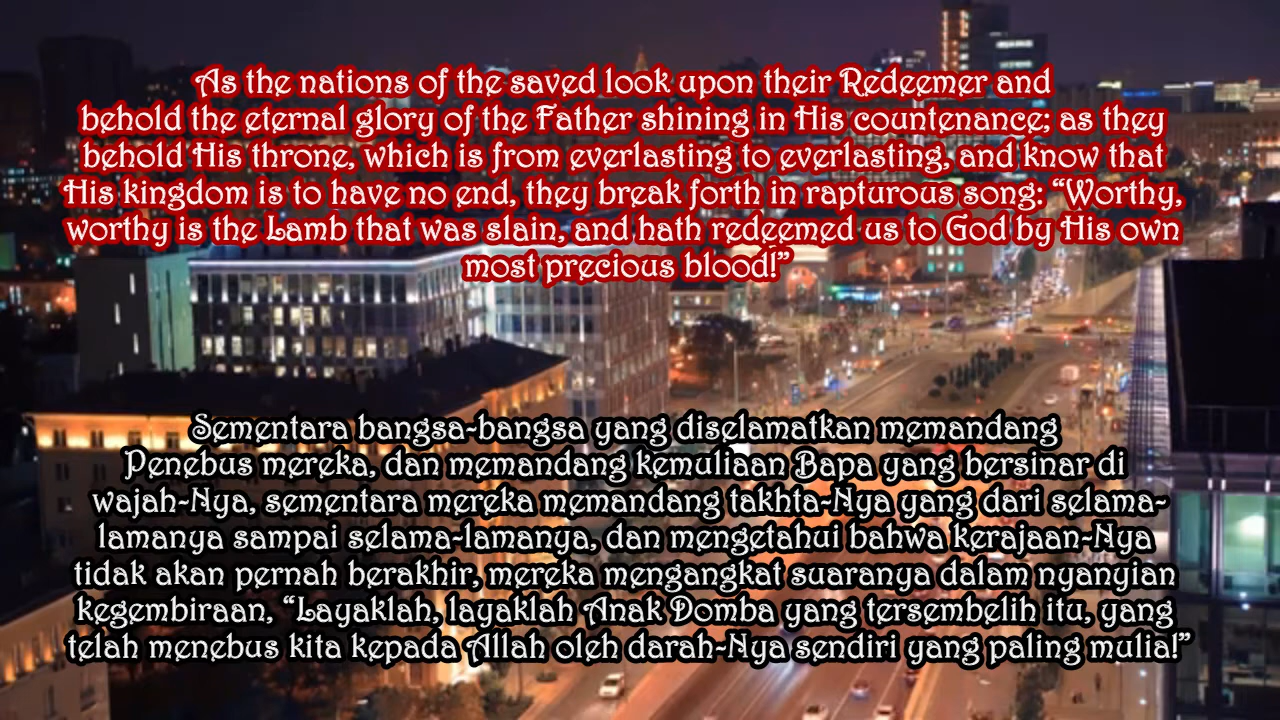 As the nations of the saved look upon their Redeemer and
behold the eternal glory of the Father shining in His countenance; as they
behold His throne, which is from everlasting to everlasting, and know that
His kingdom is to have no end, they break forth in rapturous song: “Worthy,
worthy is the Lamb that was slain, and hath redeemed us to God by His own
most precious blood!”
Sementara bangsa-bangsa yang diselamatkan memandang
Penebus mereka, dan memandang kemuliaan Bapa yang bersinar di
wajah-Nya, sementara mereka memandang takhta-Nya yang dari selama-
lamanya sampai selama-lamanya, dan mengetahui bahwa kerajaan-Nya
tidak akan pernah berakhir, mereka mengangkat suaranya dalam nyanyian
kegembiraan, “Layaklah, layaklah Anak Domba yang tersembelih itu, yang
telah menebus kita kepada Allah oleh darah-Nya sendiri yang paling mulia!”